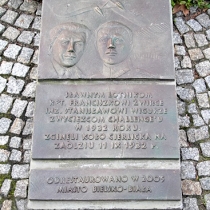 SŁAWNYM LOTNIKOM
KPT. FRANCISZKOWI ŻWIRCE
INŻ. STANISŁAWOWI WIGURZE
ZWYCIĘZCOM CHALLENGE'U
W 1932 ROKU
ZGINĘLI KOŁO CIERLICKA NA
ZAOLZIU 11 IX 1932 R.
ODRESTAUROWANO W 2005
MIASTO BIELSKO-BIAŁA